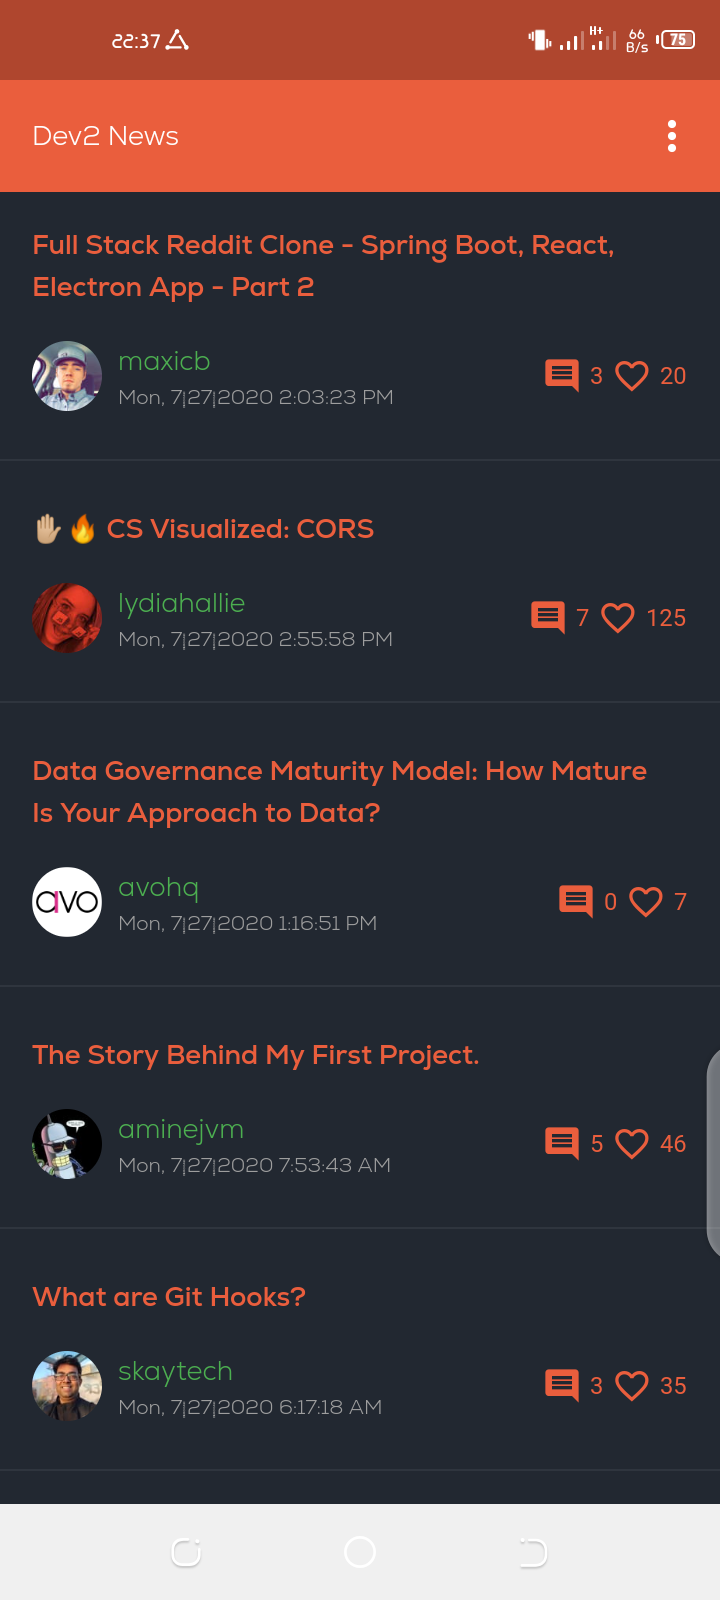 22:37
H+
66
B/s
75
Dev2 News
Full Stack Reddit Clone - Spring Boot, React,
Electron App - Part 2
maxicb
Mon, 7|27|2020 2:03:23 PM
3
20
✋🏼🔥 CS Visualized: CORS
lydiahallie
Mon, 7|27|2020 2:55:58 PM
7
125
Data Governance Maturity Model: How Mature
Is Your Approach to Data?
avo
avohq
Mon, 7|27|2020 1:16:51 PM
0
7
The Story Behind My First Project.
aminejvm
Mon, 7|27|2020 7:53:43 AM
5
46
What are Git Hooks?
skaytech
Mon, 7|27|2020 6:17:18 AM
3
35